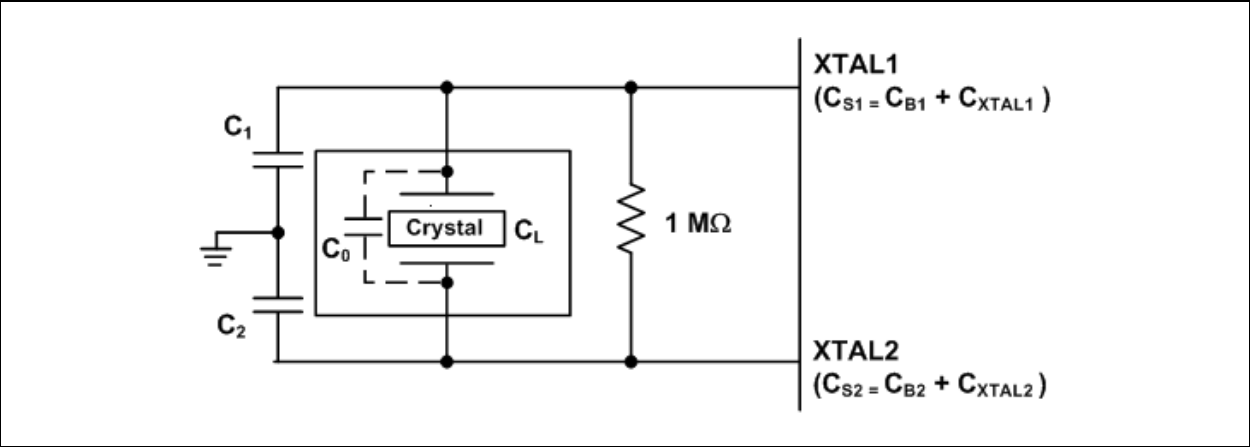 XTAL1
(CS1 = CB1 + CXTAL1 )
C1
Crystal
CL
C0
1 MΩ
C2
XTAL2
(CS2 = CB2 + CXTAL2 )